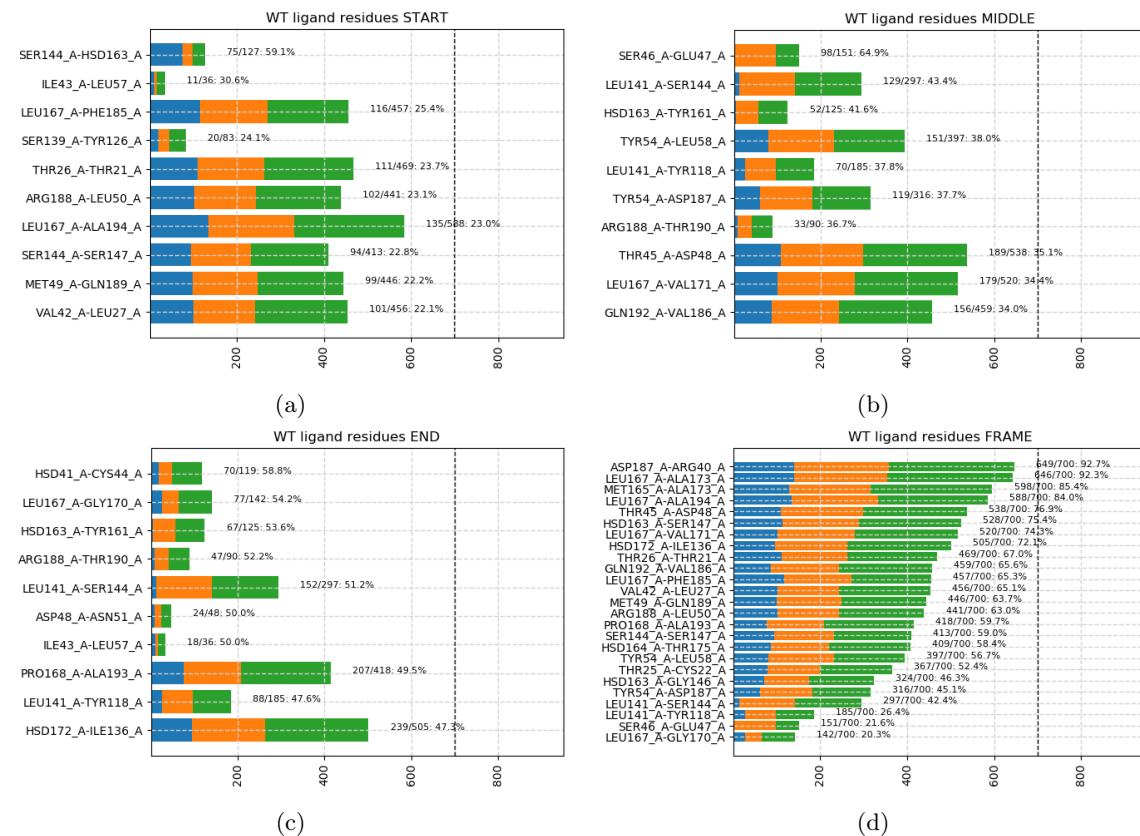 WT ligand residues START
SER144_A-HSD163_A 75/127: 59.1%
ILE43_A-LEU57_A 11/36: 30.6%
LEU167_A-PHE185_A 116/457: 25.4%
SER139_A-TYR126_A 20/83: 24.1%
THR26_A-THR21_A 111/469: 23.7%
ARG188_A-LEU50_A 102/441: 23.1%
LEU167_A-ALA194_A 135/588: 23.0%
SER144_A-SER147_A 94/413: 22.8%
MET49_A-GLN189_A 99/446: 22.2%
VAL42_A-LEU27_A 101/456: 22.1%
200 400 600 800
(a)
WT ligand residues MIDDLE
SER46_A-GLU47_A 98/151: 64.9%
LEU141_A-SER144_A 129/297: 43.4%
HSD163_A-TYR161_A 52/125: 41.6%
TYR54_A-LEU58_A 151/397: 38.0%
LEU141_A-TYR118_A 70/185: 37.8%
TYR54_A-ASP187_A 119/316: 37.7%
ARG188_A-THR190_A 33/90: 36.7%
THR45_A-ASP48_A 189/538: 35.1%
LEU167_A-VAL171_A 179/520: 34.4%
GLN192_A-VAL186_A 156/459: 34.0%
200 400 600 800
(b)
WT ligand residues END
HSD41_A-CYS44_A 70/119: 58.8%
LEU167_A-GLY170_A 77/142: 54.2%
HSD163_A-TYR161_A 67/125: 53.6%
ARG188_A-THR190_A 47/90: 52.2%
LEU141_A-SER144_A 152/297: 51.2%
ASP48_A-ASN51_A 24/48: 50.0%
ILE43_A-LEU57_A 18/36: 50.0%
PRO168_A-ALA193_A 207/418: 49.5%
LEU141_A-TYR118_A 88/185: 47.6%
HSD172_A-ILE136_A 239/505: 47.3%
200 400 600 800
(c)
WT ligand residues FRAME
ASP187_A-ARG40_A 649/700: 92.7%
LEU167_A-ALA173_A 646/700: 92.3%
MET165_A-ALA173_A 598/700: 85.4%
LEU167_A-ALA194_A 588/700: 84.0%
THR45_A-ASP48_A 538/700: 76.9%
HSD163_A-SER147_A 528/700: 75.4%
LEU167_A-VAL171_A 520/700: 74.3%
HSD172_A-ILE136_A 505/700: 72.1%
THR26_A-THR21_A 469/700: 67.0%
GLN192_A-VAL186_A 459/700: 65.6%
LEU167_A-PHE185_A 457/700: 65.3%
VAL42_A-LEU27_A 456/700: 65.1%
MET49_A-GLN189_A 446/700: 63.7%
ARG188_A-LEU50_A 441/700: 63.0%
PRO168_A-ALA193_A 418/700: 59.7%
SER144_A-SER147_A 413/700: 59.0%
HSD164_A-THR175_A 409/700: 58.4%
TYR54_A-LEU58_A 397/700: 56.7%
THR25_A-CYS22_A 367/700: 52.4%
HSD163_A-GLY146_A 324/700: 46.3%
TYR54_A-ASP187_A 316/700: 45.1%
LEU141_A-SER144_A 297/700: 42.4%
LEU141_A-TYR118_A 185/700: 26.4%
SER46_A-GLU47_A 151/700: 21.6%
LEU167_A-GLY170_A 142/700: 20.3%
200 400 600 800
(d)